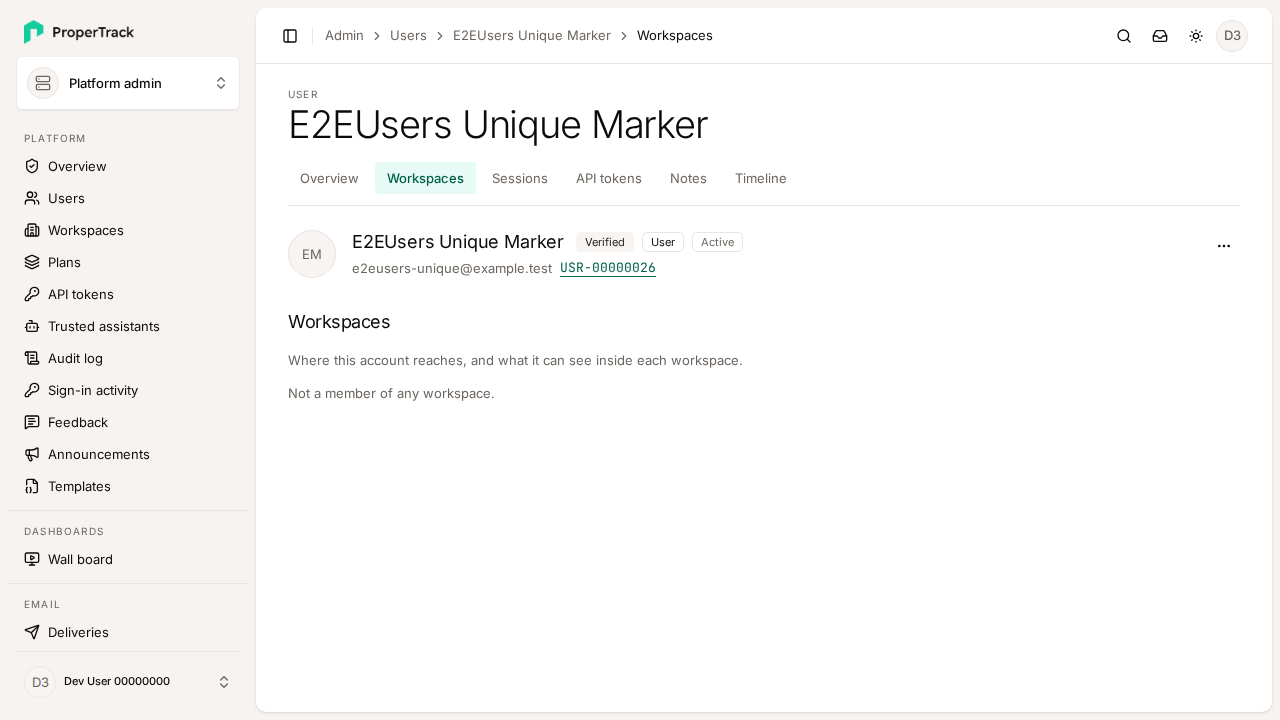 ProperTrack
Platform admin
PLATFORM
Overview
Users
Workspaces
Plans
API tokens
Trusted assistants
Audit log
Sign-in activity
Feedback
Announcements
Templates
DASHBOARDS
Wall board
EMAIL
Deliveries
D3 Dev User 00000000
Admin > Users > E2EUsers Unique Marker > Workspaces
D3
USER
E2EUsers Unique Marker
Overview Workspaces Sessions API tokens Notes Timeline
EM
E2EUsers Unique Marker Verified User Active
e2eusers-unique@example.test USR-00000026
Workspaces
Where this account reaches, and what it can see inside each workspace.
Not a member of any workspace.